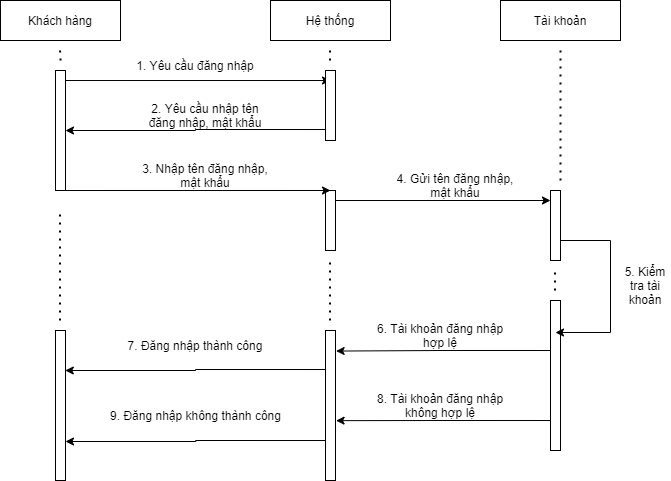 Khách hàng
Hệ thống
Tài khoản
1. Yêu cầu đăng nhập
2. Yêu cầu nhập tên
đăng nhập, mật khẩu
3. Nhập tên đăng nhập,
mật khẩu
4. Gửi tên đăng nhập,
mật khẩu
5. Kiểm
tra tài
khoản
6. Tài khoản đăng nhập
hợp lệ
7. Đăng nhập thành công
8. Tài khoản đăng nhập
không hợp lệ
9. Đăng nhập không thành công